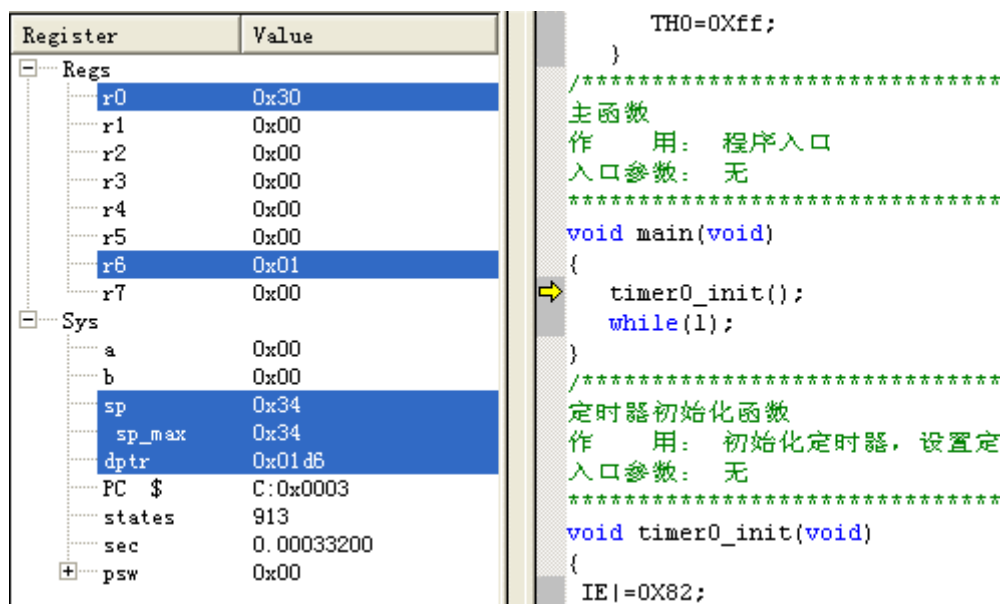 Register Value
Regs
r0 0x30
r1 0x00
r2 0x00
r3 0x00
r4 0x00
r5 0x00
r6 0x01
r7 0x00
Sys
a 0x00
b 0x00
sp 0x34
sp_max 0x34
dptr 0x01d6
PC $ C:0x0003
states 913
sec 0.00033200
psw 0x00
TH0=0Xff;
}
/******************************
主函数
作 用： 程序入口
入口参数： 无
*******************************
void main(void)
{
timer0_init();
while(1);
}
/******************************
定时器初始化函数
作 用： 初始化定时器，设置定
入口参数： 无
*******************************
void timer0_init(void)
{
IE|=0X82;